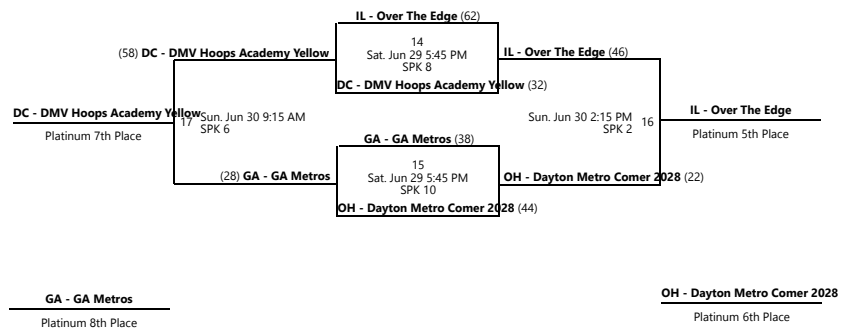 IL - Over The Edge (62)
14
Sat. Jun 29 5:45 PM
SPK 8
DC - DMV Hoops Academy Yellow (32)
(58) DC - DMV Hoops Academy Yellow
IL - Over The Edge (46)
DC - DMV Hoops Academy Yellow
Platinum 7th Place
17 Sun. Jun 30 9:15 AM
SPK 6
Sun. Jun 30 2:15 PM 16
SPK 2
IL - Over The Edge
Platinum 5th Place
GA - GA Metros (38)
15
Sat. Jun 29 5:45 PM
SPK 10
OH - Dayton Metro Comer 2028 (44)
(28) GA - GA Metros
OH - Dayton Metro Comer 2028 (22)
GA - GA Metros
Platinum 8th Place
OH - Dayton Metro Comer 2028
Platinum 6th Place